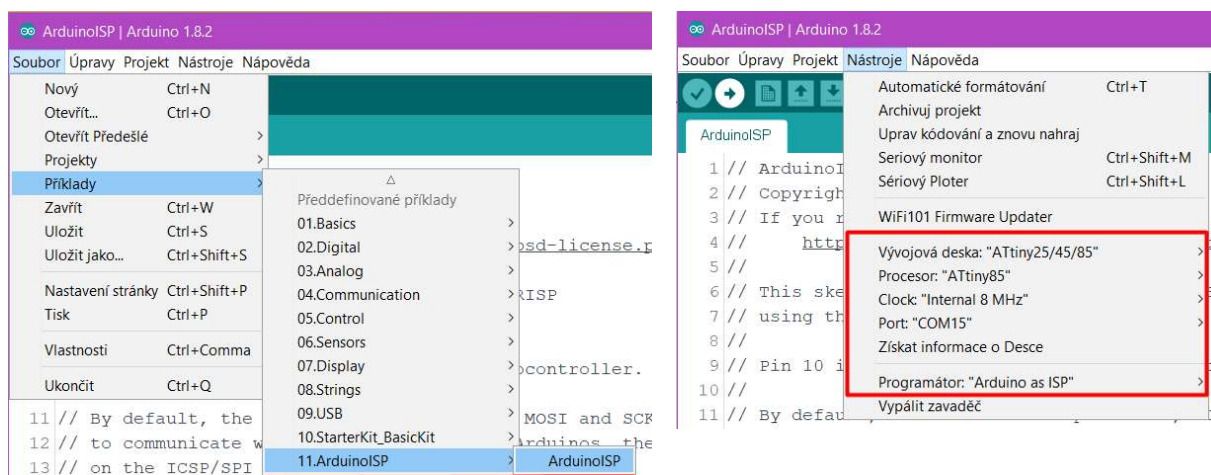 ArduinoISP | Arduino 1.8.2
Soubor Úpravy Projekt Nástroje Nápověda
Nový Ctrl+N
Otevřít... Ctrl+O
Otevřít Předešlé
Projekty
Příklady
Zavřít Ctrl+W
Uložit Ctrl+S
Uložit jako... Ctrl+Shift+S
Nastavení stránky Ctrl+Shift+P
Tisk Ctrl+P
Vlastnosti Ctrl+Comma
Ukončit Ctrl+Q
Předdefinované příklady
01.Basics
02.Digital
03.Analog
04.Communication
05.Control
06.Sensors
07.Display
08.Strings
09.USB
10.StarterKit_BasicKit
11.ArduinoISP
ArduinoISP
osd-license.p
RISP
ocontroller.
11 // By default, the MOSI and SCK
12 // to communicate w Arduinos, the
13 // on the ICSP/SPI
ArduinoISP | Arduino 1.8.2
Soubor Úpravy Projekt Nástroje Nápověda
ArduinoISP
1 // ArduinoI
2 // Copyrigh
3 // If you r
4 // http
5 //
6 // This ske
7 // using th
8 //
9 // Pin 10 i
10 //
11 // By defau
Automatické formátování Ctrl+T
Archivuj projekt
Uprav kódování a znovu nahraj
Seriový monitor Ctrl+Shift+M
Sériový Ploter Ctrl+Shift+L
WiFi101 Firmware Updater
Vývojová deska: "ATtiny25/45/85"
Procesor: "ATtiny85"
Clock: "Internal 8 MHz"
Port: "COM15"
Získat informace o Desce
Programátor: "Arduino as ISP"
Vypálit zavaděč